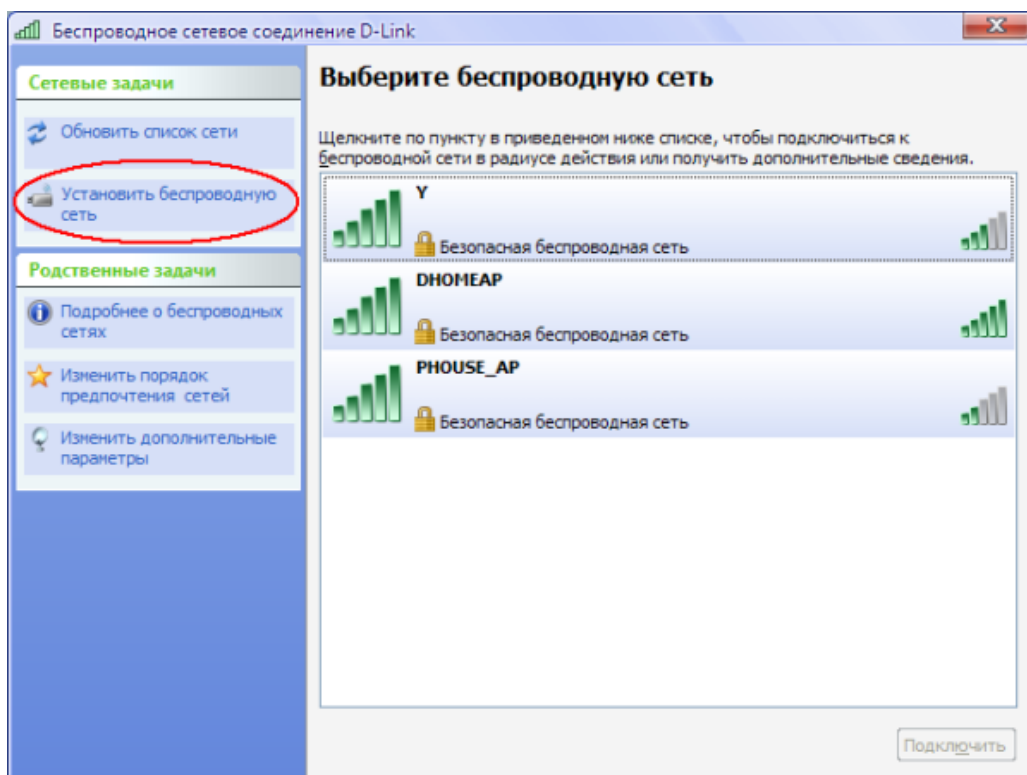 Беспроводное сетевое соединение D-Link
Сетевые задачи
Обновить список сети
Установить беспроводную
сеть
Родственные задачи
Подробнее о беспроводных
сетях
Изменить порядок
предпочтения сетей
Изменить дополнительные
параметры
Выберите беспроводную сеть
Щелкните по пункту в приведенном ниже списке, чтобы подключиться к
беспроводной сети в радиусе действия или получить дополнительные сведения.
Y
Безопасная беспроводная сеть
DHOMEAP
Безопасная беспроводная сеть
PHOUSE_AP
Безопасная беспроводная сеть
Подключить